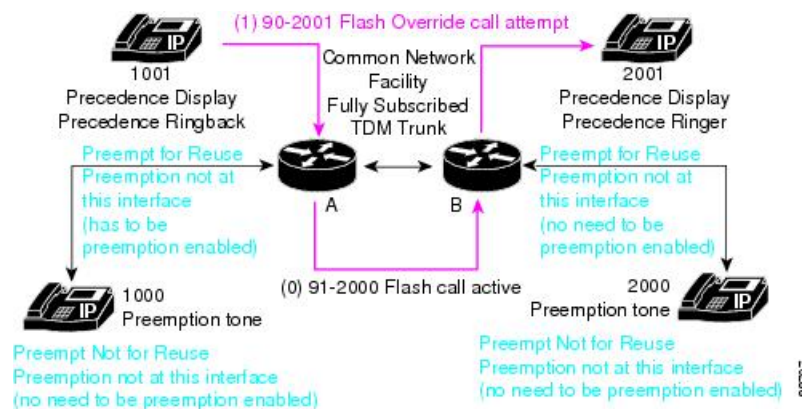 (1) 90-2001 Flash Override call attempt
IP
1001
Precedence Display
Precedence Ringback
Common Network
Facility
Fully Subscribed
TDM Trunk
IP
2001
Precedence Display
Precedence Ringer
Preempt for Reuse
Preemption not at
this interface
(has to be
preemption enabled)
A
B
Preempt for Reuse
Preemption not at
this interface
(no need to be
preemption enabled)
(0) 91-2000 Flash call active
IP
1000
Preemption tone
2000
Preemption tone
IP
Preempt Not for Reuse
Preemption not at this interface
(no need to be preemption enabled)
Preempt Not for Reuse
Preemption not at this interface
(no need to be preemption enabled)